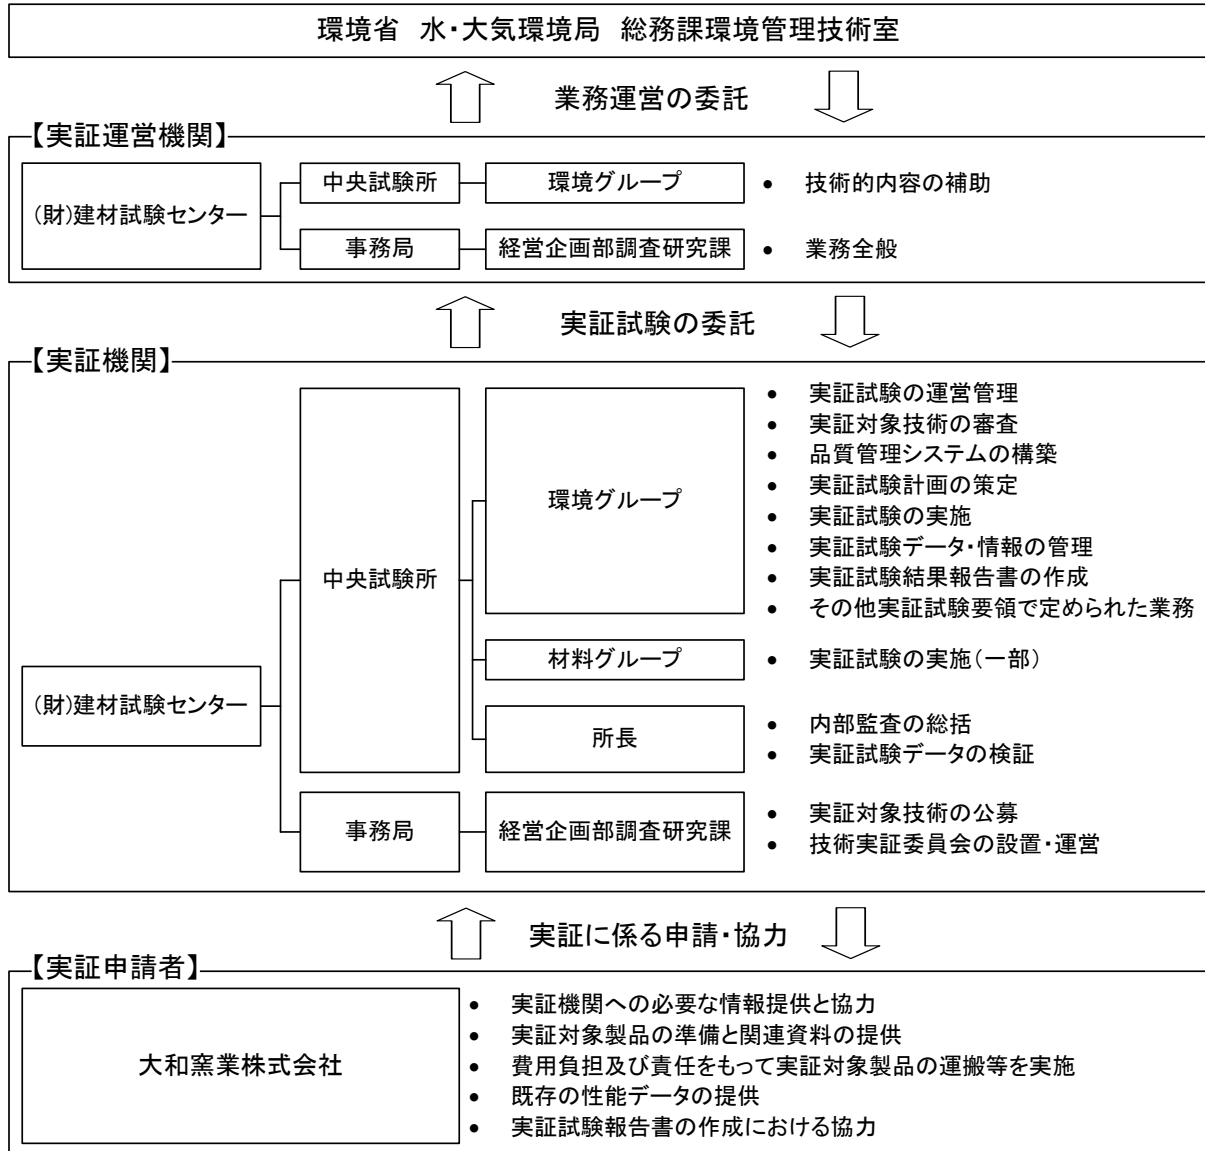 環境省　水・大気環境局　総務課環境管理技術室
業務運営の委託
【実証運営機関】
(財)建材試験センター
中央試験所
環境グループ
• 技術的内容の補助
事務局
経営企画部調査研究課
• 業務全般
実証試験の委託
【実証機関】
(財)建材試験センター
中央試験所
環境グループ
• 実証試験の運営管理
• 実証対象技術の審査
• 品質管理システムの構築
• 実証試験計画の策定
• 実証試験の実施
• 実証試験データ・情報の管理
• 実証試験結果報告書の作成
• その他実証試験要領で定められた業務
材料グループ
• 実証試験の実施(一部)
所長
• 内部監査の総括
• 実証試験データの検証
事務局
経営企画部調査研究課
• 実証対象技術の公募
• 技術実証委員会の設置・運営
実証に係る申請・協力
【実証申請者】
大和窯業株式会社
• 実証機関への必要な情報提供と協力
• 実証対象製品の準備と関連資料の提供
• 費用負担及び責任をもって実証対象製品の運搬等を実施
• 既存の性能データの提供
• 実証試験報告書の作成における協力